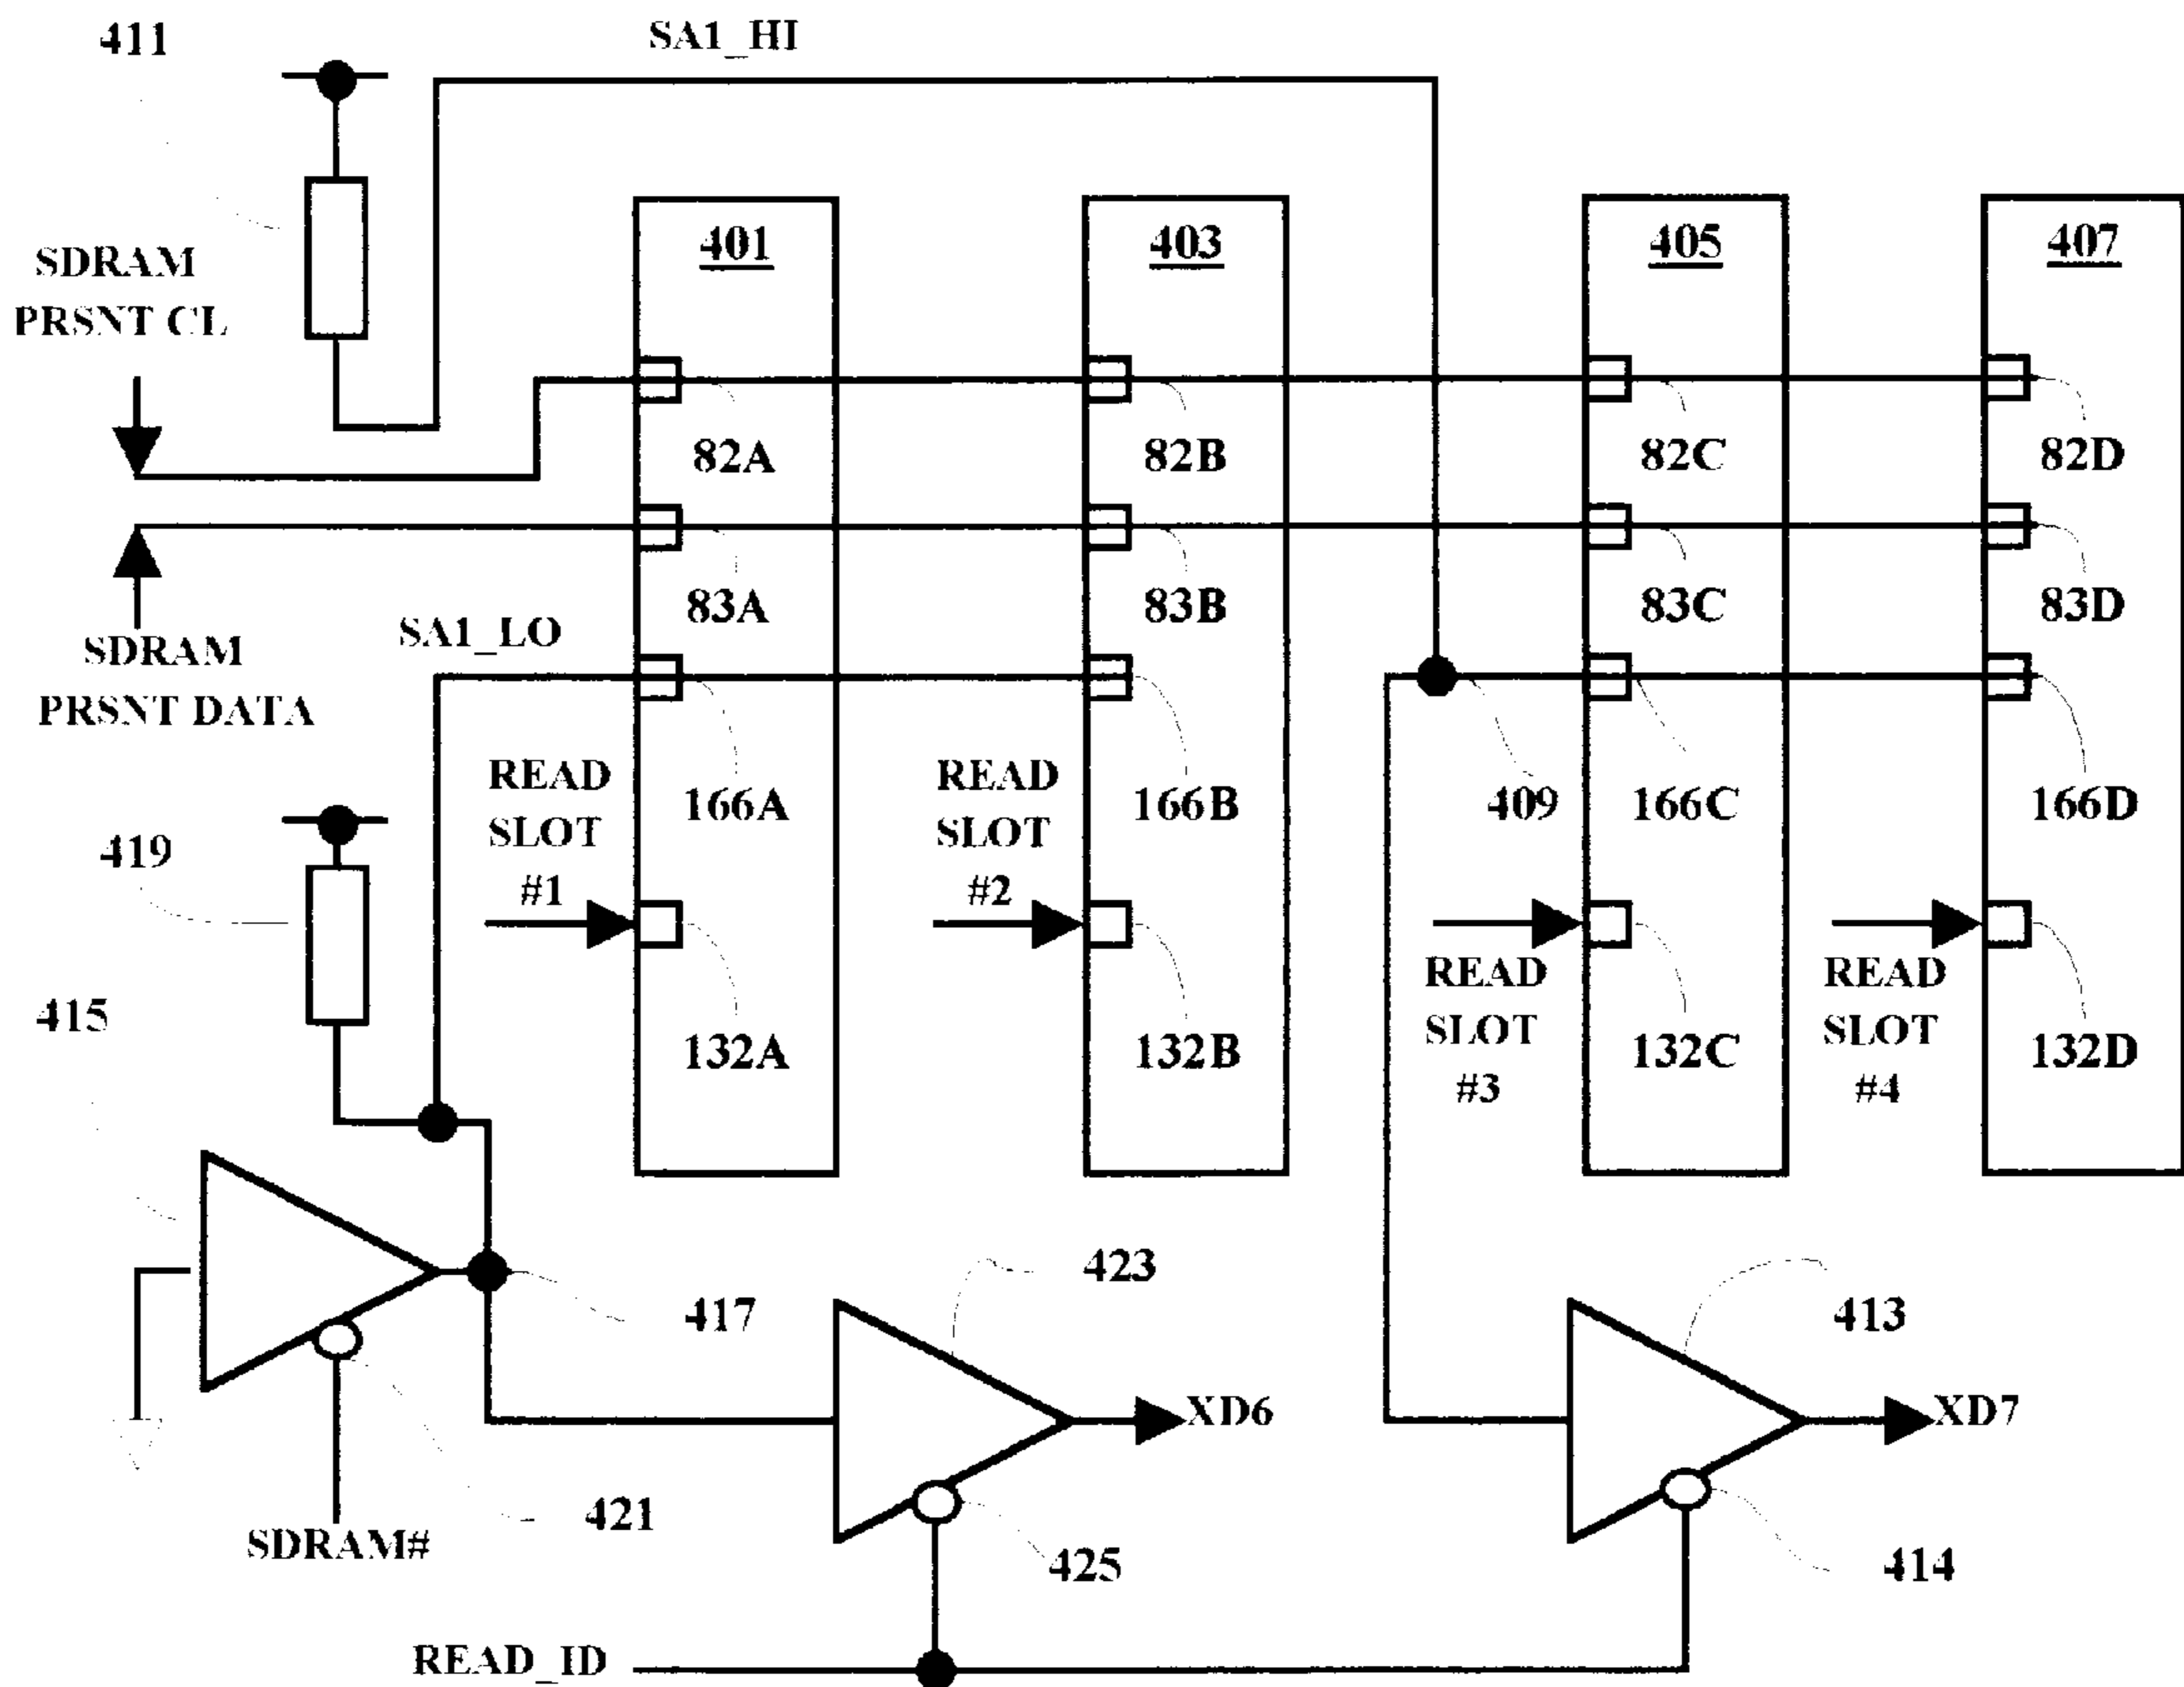 411
SA1_HI
401
403
405
407
SDRAM
PRSNT CL
82A
82B
82C
82D
83A
83B
83C
83D
SDRAM
PRSNT DATA
SA1_LO
READ
SLOT
#1
166A
READ
SLOT
#2
166B
409
166C
166D
419
READ
SLOT
#3
READ
SLOT
#4
415
132A
132B
132C
132D
423
417
413
XD6
XD7
421
SDRAM#
425
414
READ_ID